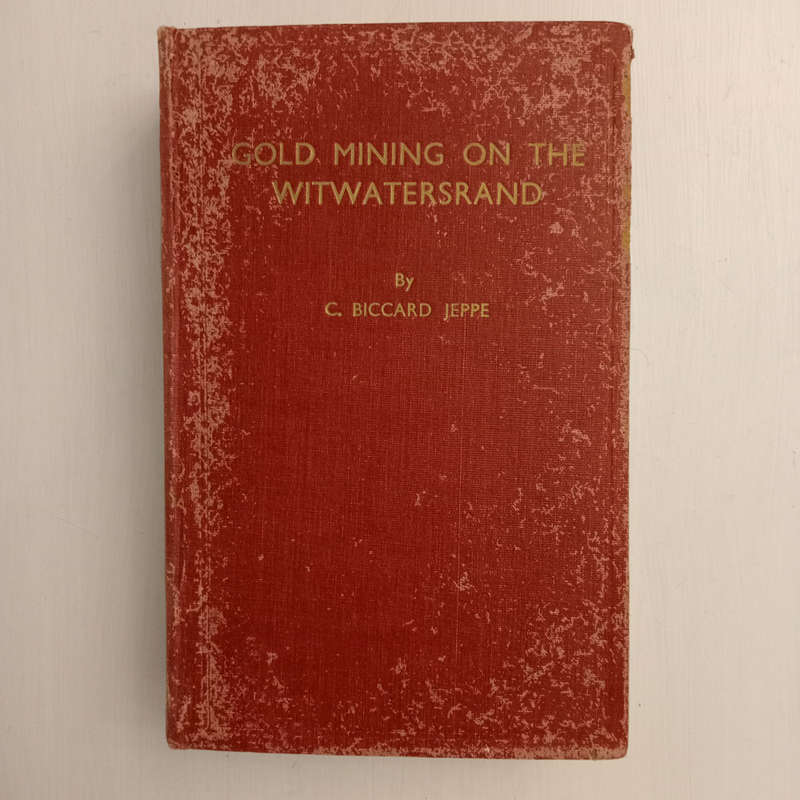 GOLD MINING ON THE
WITWATERSRAND
By
C. BICCARD JEPPE